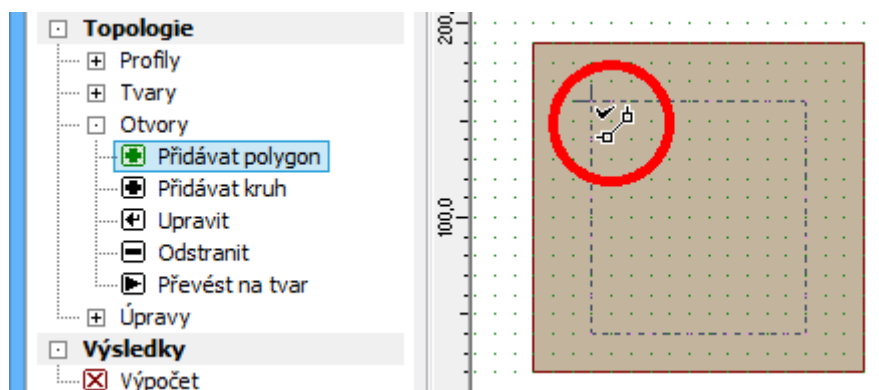 Topologie
Profily
Tvary
Otvory
Přidávat polygon
Přidávat kruh
Upravit
Odstranit
Převést na tvar
Úpravy
Výsledky
Výpočet
200,
100,0